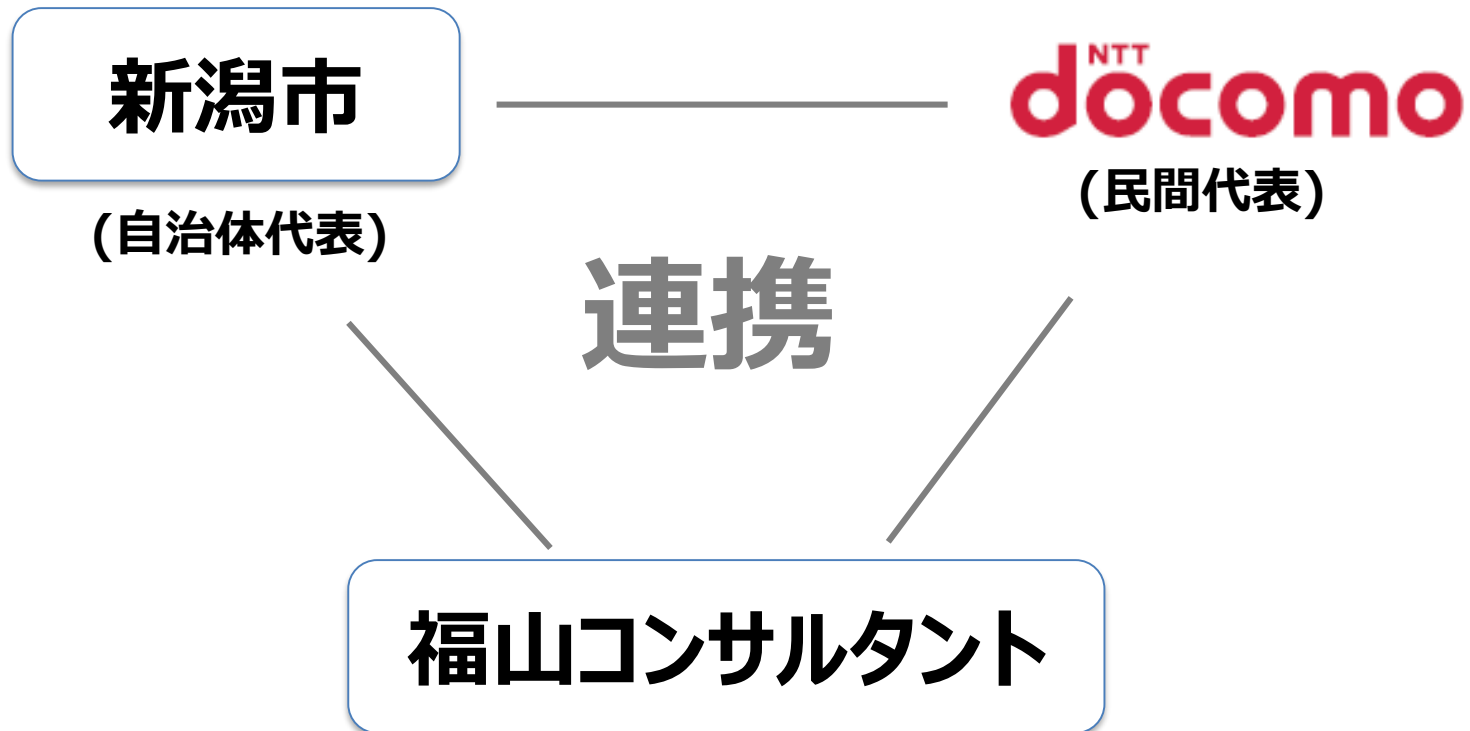 新潟市
NTT
docomo
(自治体代表)
(民間代表)
連携
福山コンサルタント